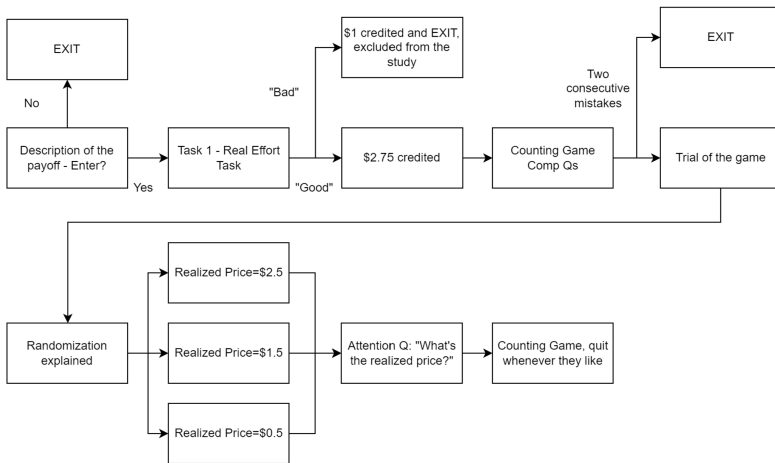 EXIT
$1 credited and EXIT,
excluded from the
study
EXIT
No
"Bad"
Two
consecutive
mistakes
Description of the
payoff - Enter?
Yes
Task 1 - Real Effort
Task
"Good"
$2.75 credited
Counting Game
Comp Qs
Trial of the game
Randomization
explained
Realized Price=$2.5
Realized Price=$1.5
Realized Price=$0.5
Attention Q: "What's
the realized price?"
Counting Game, quit
whenever they like